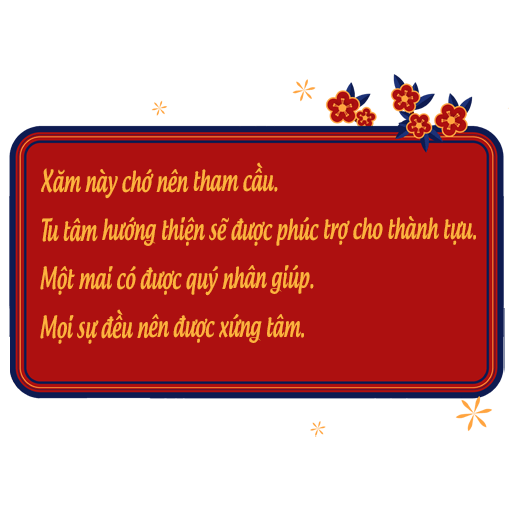 Xăm này chớ nên tham cầu.
Tu tâm hướng thiện sẽ được phúc trợ cho thành tựu.
Một mai có được quý nhân giúp.
Mọi sự đều nên được xứng tâm.